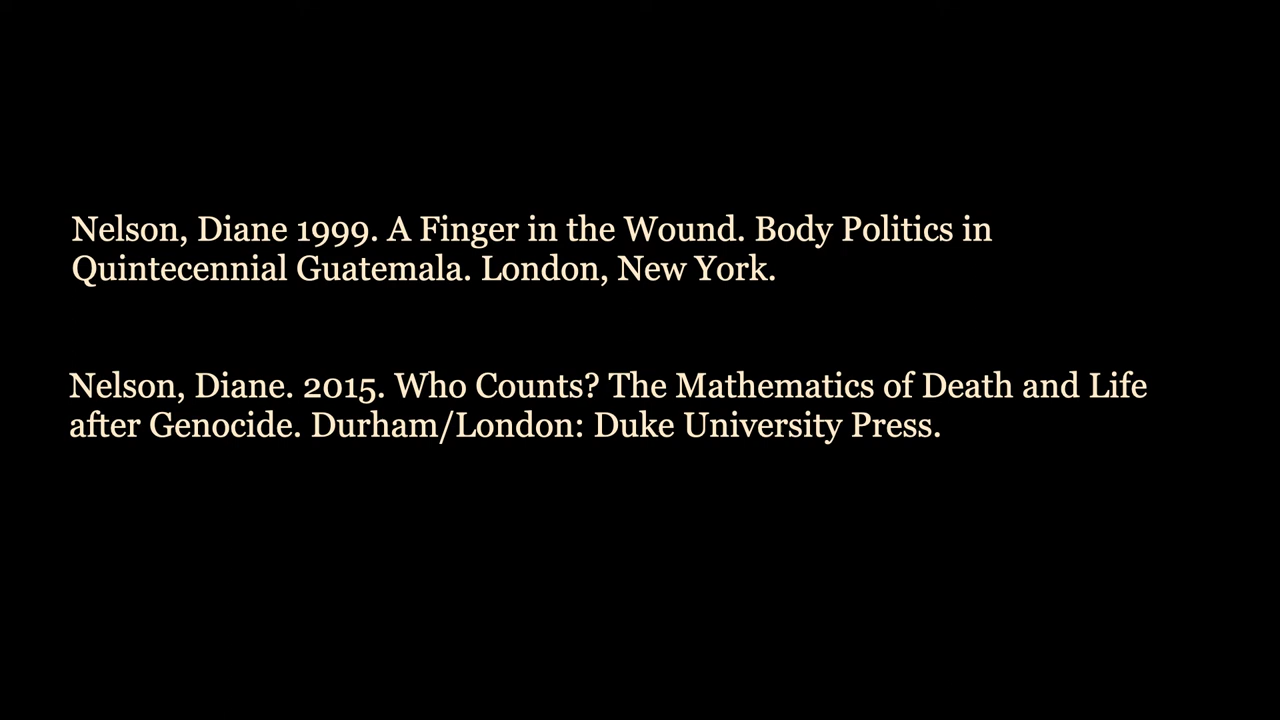 Nelson, Diane 1999. A Finger in the Wound. Body Politics in
Quintecennial Guatemala. London, New York.
Nelson, Diane. 2015. Who Counts? The Mathematics of Death and Life
after Genocide. Durham/London: Duke University Press.